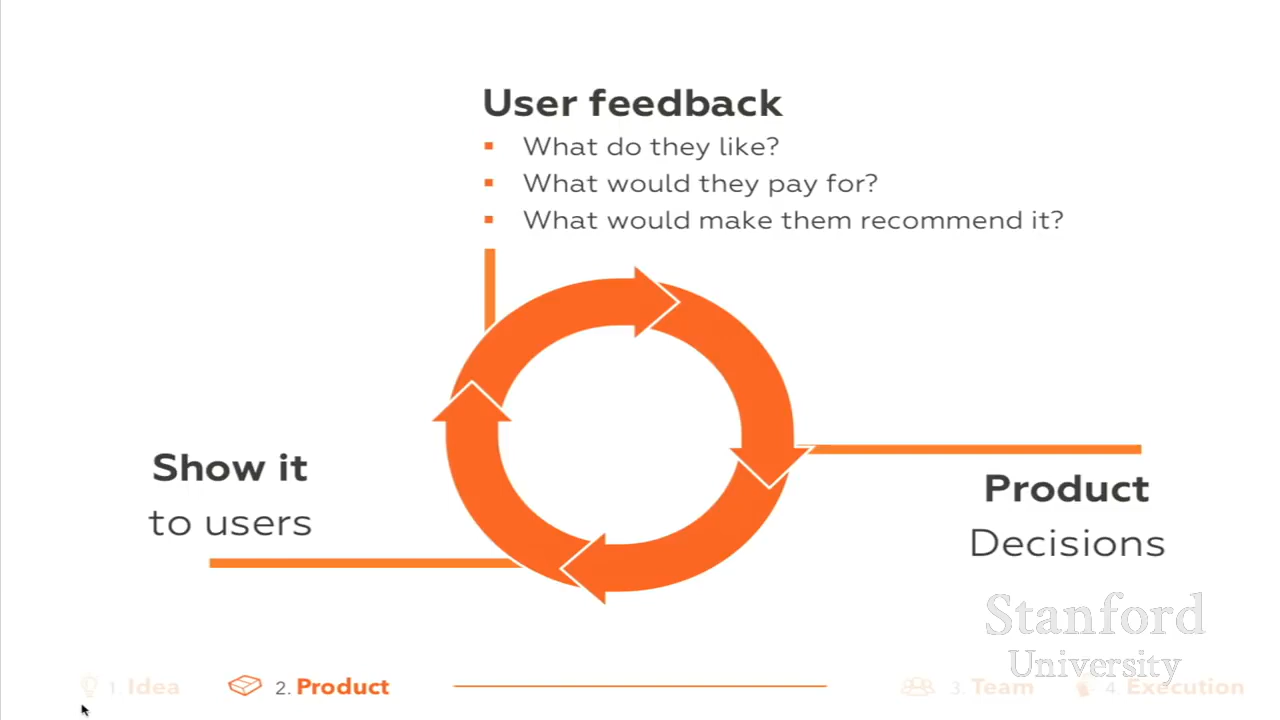 User feedback
▪ What do they like?
▪ What would they pay for?
▪ What would make them recommend it?
Show it
to users
Product
Decisions
Stanford
University
1. Idea
2. Product
3. Team
4 Execution